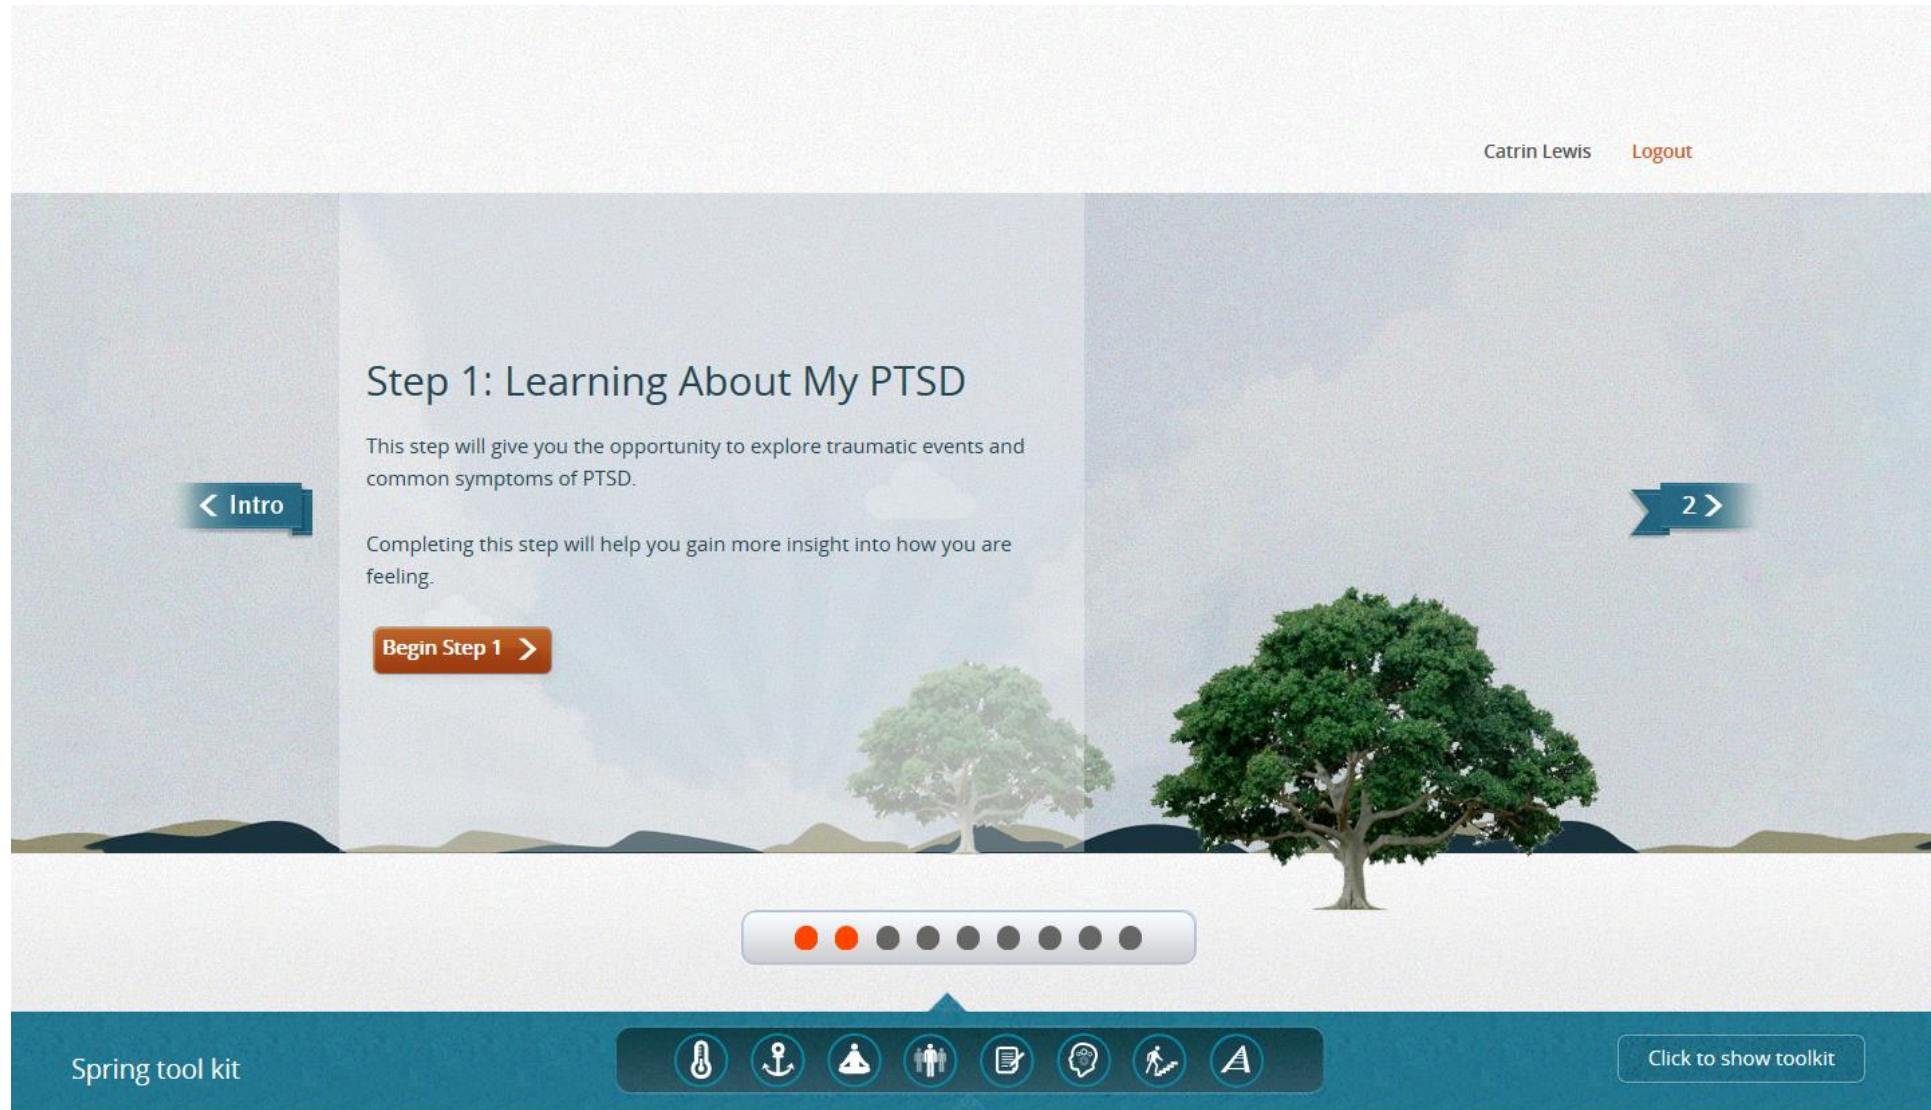 Catrin Lewis Logout
Step 1: Learning About My PTSD
This step will give you the opportunity to explore traumatic events and
common symptoms of PTSD.
Intro
2
Completing this step will help you gain more insight into how you are
feeling.
Begin Step 1
Spring tool kit
Click to show toolkit